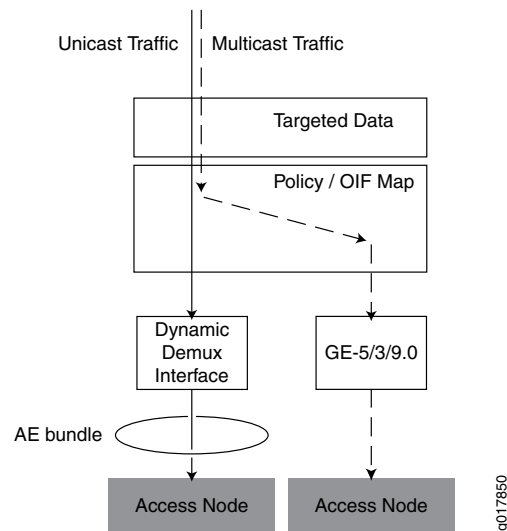 Unicast Traffic
Multicast Traffic
Targeted Data
Policy / OIF Map
Dynamic
Demux
Interface
GE-5/3/9.0
AE bundle
Access Node
Access Node
g017850